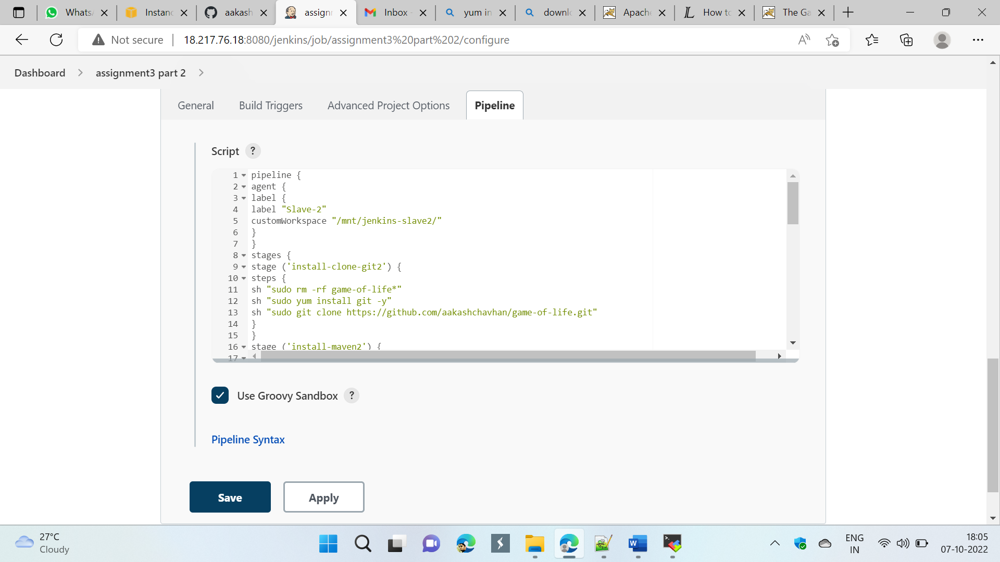 WhatsA
Instanc
aakash
assignm
Inbox -
yum in
downlo
Apache
How to
The Ga
Not secure
18.217.76.18:8080/jenkins/job/assignment3%20part%202/configure
Dashboard
assignment3 part 2
General
Build Triggers
Advanced Project Options
Pipeline
Script ?
1 pipeline {
2 agent {
3 label {
4 label "Slave-2"
5 customWorkspace "/mnt/jenkins-slave2/"
6 }
7 }
8 stages {
9 stage ('install-clone-git2') {
10 steps {
11 sh "sudo rm -rf game-of-life*"
12 sh "sudo yum install git -y"
13 sh "sudo git clone https://github.com/aakashchavhan/game-of-life.git"
14 }
15 }
16 stage ('install-maven2') {
17
Use Groovy Sandbox ?
Pipeline Syntax
Save
Apply
27°C
Cloudy
ENG
IN
18:05
07-10-2022